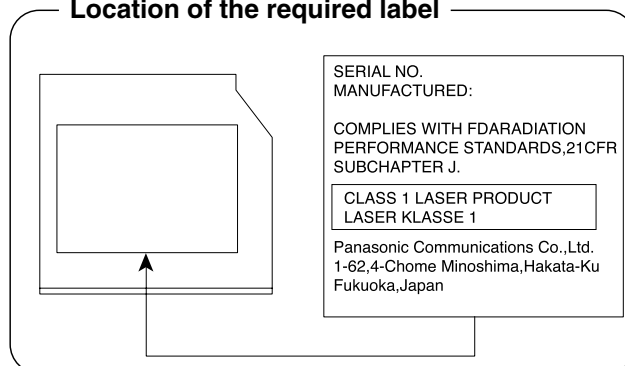 Location of the required label
SERIAL NO.
MANUFACTURED:
COMPLIES WITH FDARADIATION
PERFORMANCE STANDARDS,21CFR
SUBCHAPTER J.
CLASS 1 LASER PRODUCT
LASER KLASSE 1
Panasonic Communications Co.,Ltd.
1-62,4-Chome Minoshima,Hakata-Ku
Fukuoka,Japan